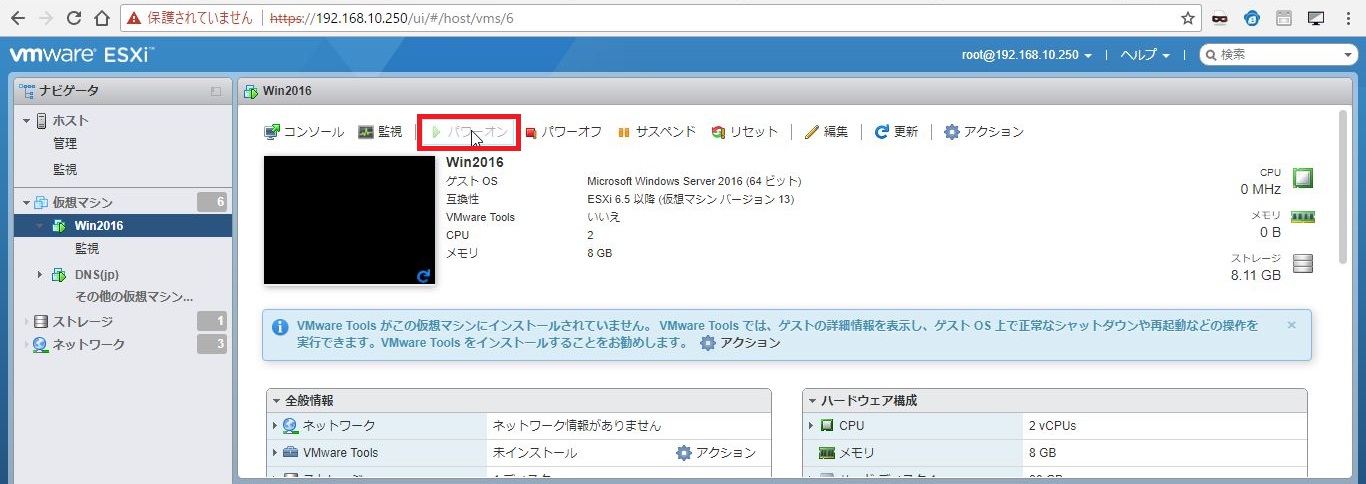 保護されていません https://192.168.10.250/ui/#/host/vms/6
vmware ESXi™ root@192.168.10.250 ヘルプ 検索
ナビゲータ Win2016
ホスト
管理
監視
仮想マシン 6
Win2016
監視
DNS(jp)
その他の仮想マシン...
ストレージ 1
ネットワーク 3
コンソール 監視 パワーオン パワーオフ サスペンド リセット 編集 更新 アクション
Win2016
ゲスト OS Microsoft Windows Server 2016 (64 ビット)
互換性 ESXi 6.5 以降 (仮想マシン バージョン 13)
VMware Tools いいえ
CPU 2
メモリ 8 GB
CPU
0 MHz
メモリ
0 B
ストレージ
8.11 GB
VMware Tools がこの仮想マシンにインストールされていません。 VMware Tools では、ゲストの詳細情報を表示し、ゲスト OS 上で正常なシャットダウンや再起動などの操作を
実行できます。VMware Tools をインストールすることをお勧めします。 アクション
全般情報
ネットワーク ネットワーク情報がありません
VMware Tools 未インストール アクション
ハードウェア構成
CPU 2 vCPUs
メモリ 8 GB